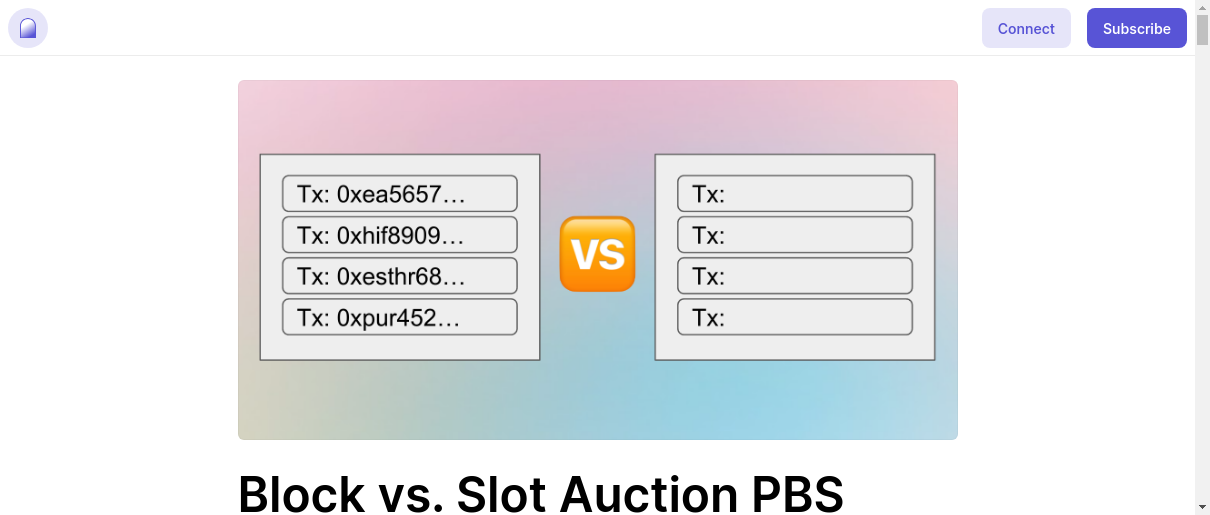 Connect
Subscribe
Tx: 0xea5657...
Tx: 0xhif8909...
Tx: 0xesthr68...
Tx: 0xpur452...
VS
Tx:
Tx:
Tx:
Tx:
Block vs. Slot Auction PBS